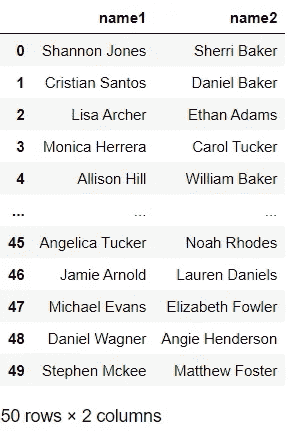 name1 name2
0 Shannon Jones Sherri Baker
1 Cristian Santos Daniel Baker
2 Lisa Archer Ethan Adams
3 Monica Herrera Carol Tucker
4 Allison Hill William Baker
... ... ...
45 Angelica Tucker Noah Rhodes
46 Jamie Arnold Lauren Daniels
47 Michael Evans Elizabeth Fowler
48 Daniel Wagner Angie Henderson
49 Stephen Mckee Matthew Foster
50 rows × 2 columns